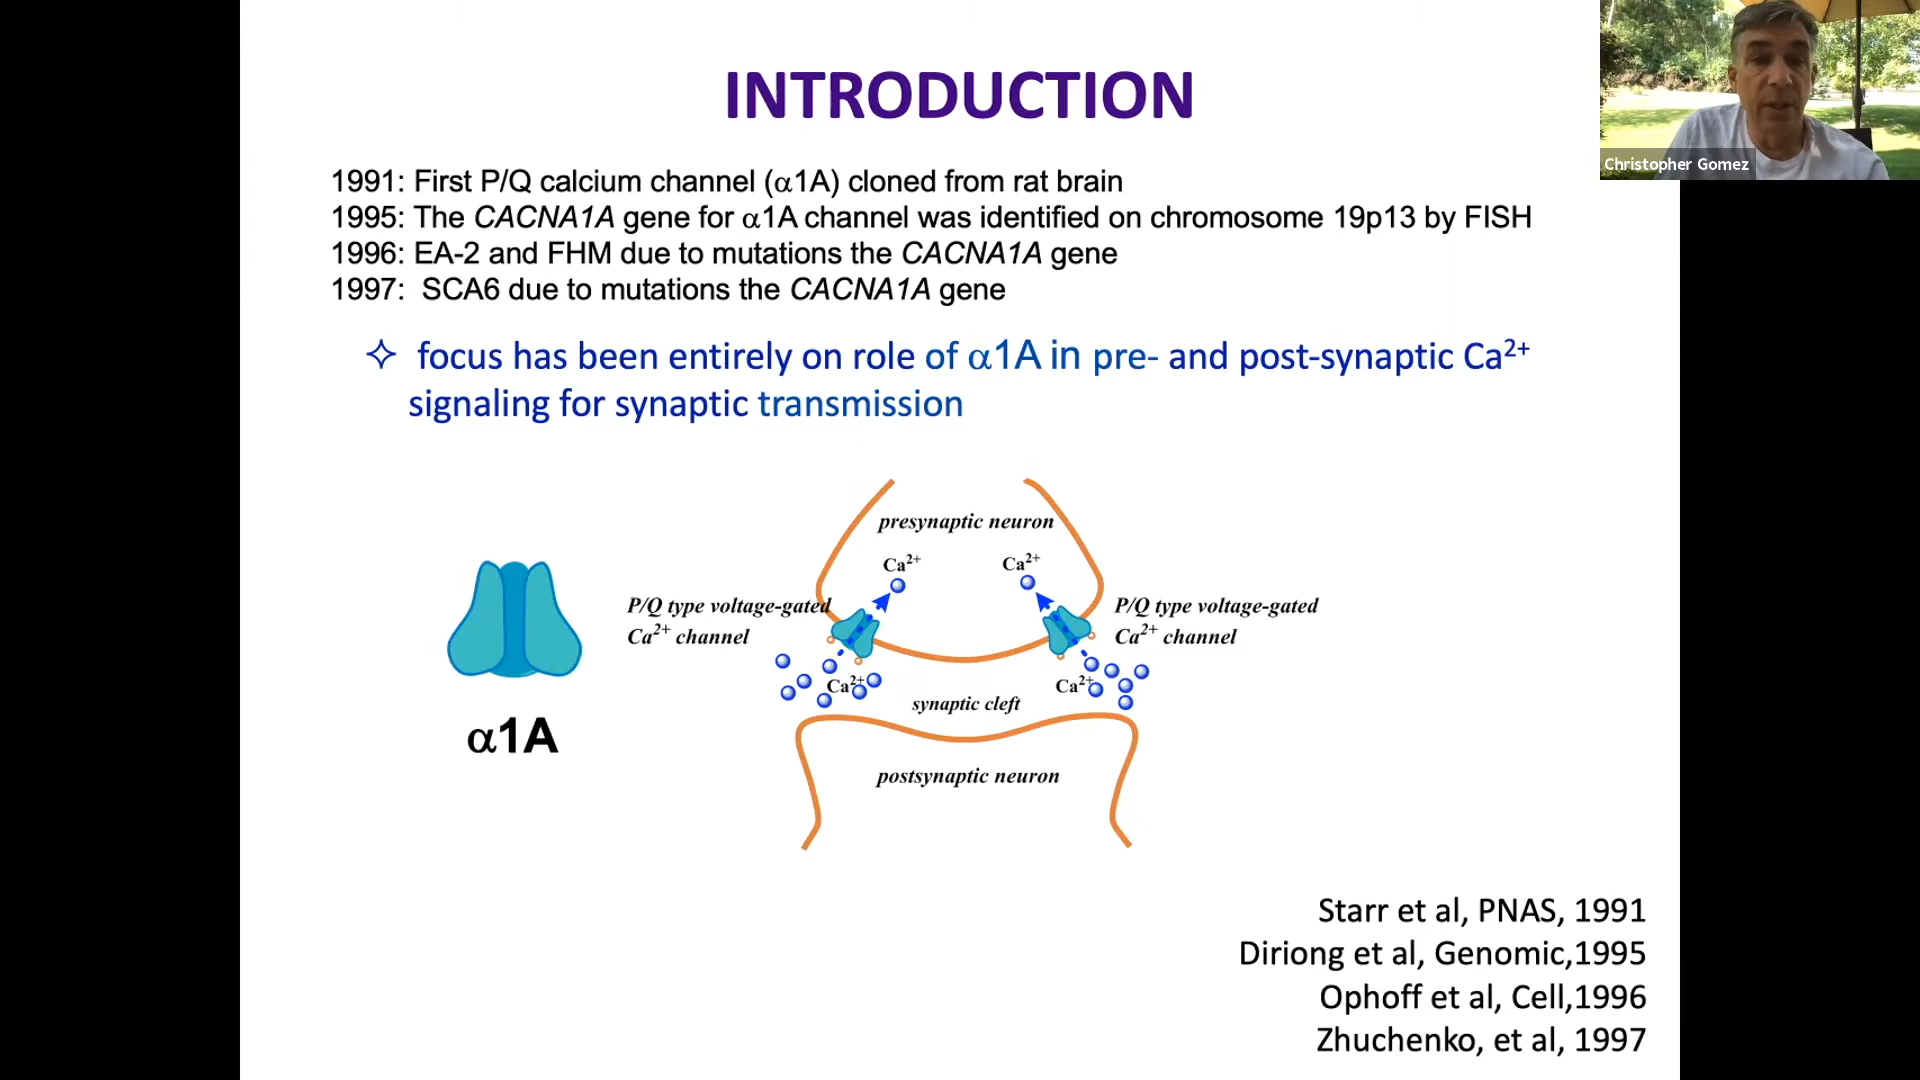 INTRODUCTION
Christopher Gomez
1991: First P/Q calcium channel (α1A) cloned from rat brain
1995: The CACNA1A gene for α1A channel was identified on chromosome 19p13 by FISH
1996: EA-2 and FHM due to mutations the CACNA1A gene
1997: SCA6 due to mutations the CACNA1A gene
✧ focus has been entirely on role of α1A in pre- and post-synaptic Ca²⁺
signaling for synaptic transmission
presynaptic neuron
Ca²⁺
Ca²⁺
P/Q type voltage-gated
Ca²⁺ channel
P/Q type voltage-gated
Ca²⁺ channel
Ca²⁺
Ca²⁺
synaptic cleft
α1A
postsynaptic neuron
Starr et al, PNAS, 1991
Diriong et al, Genomic,1995
Ophoff et al, Cell,1996
Zhuchenko, et al, 1997